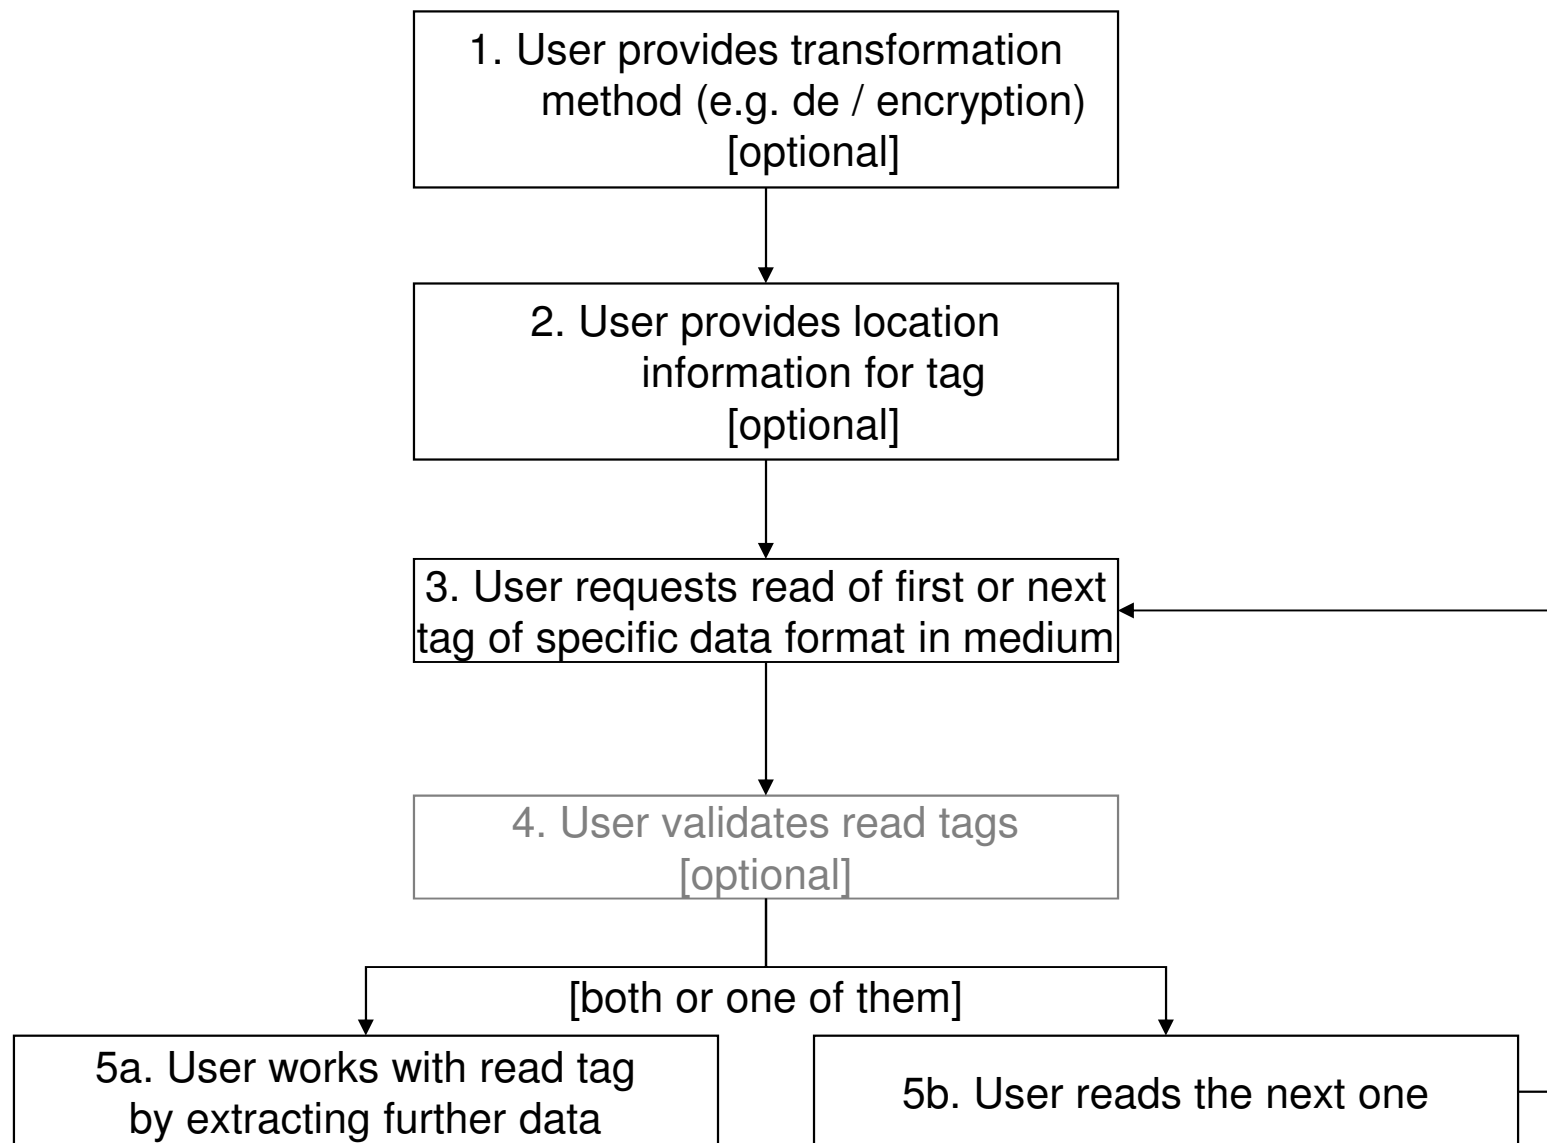 1. User provides transformation
method (e.g. de / encryption)
[optional]
2. User provides location
information for tag
[optional]
3. User requests read of first or next
tag of specific data format in medium
4. User validates read tags
[optional]
[both or one of them]
5a. User works with read tag
by extracting further data
5b. User reads the next one